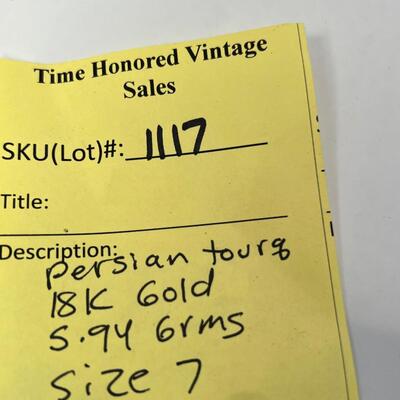 Time Honored Vintage
Sales
SKU(Lot)#: 1117
Title:
Description:
persian tourq
18K Gold
5.94 Grms
Size 7